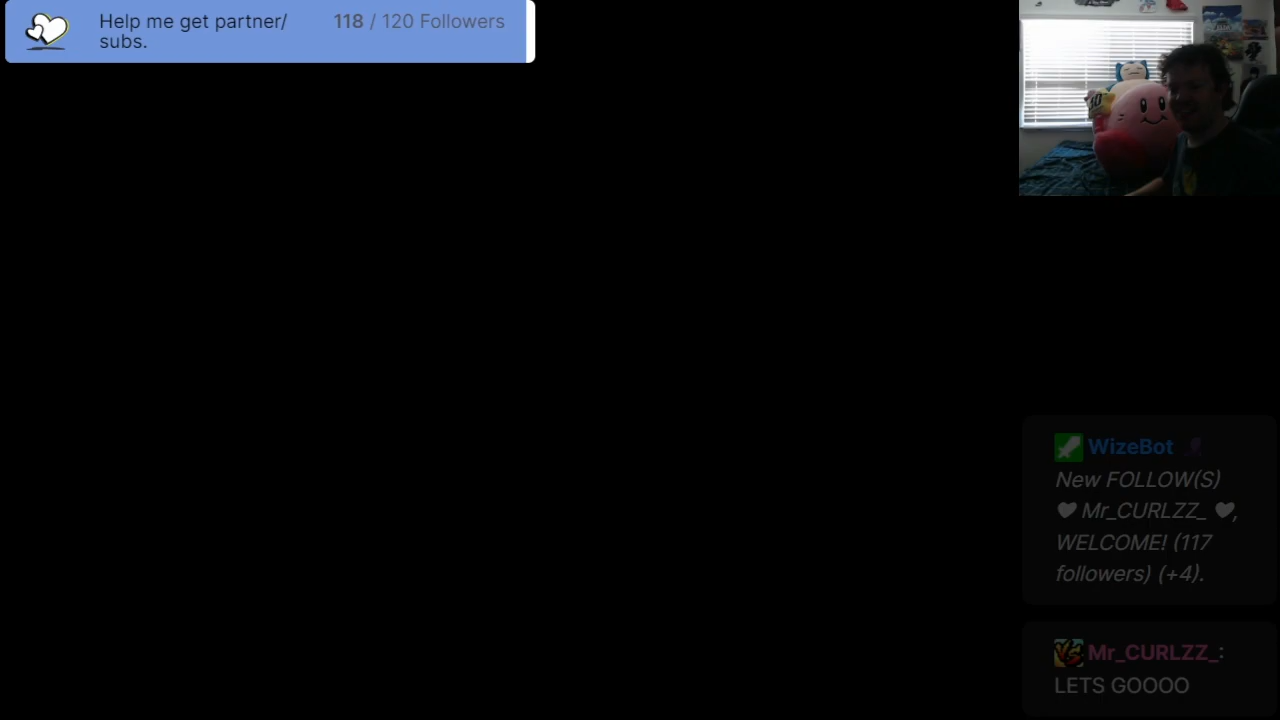 Help me get partner/
subs.
118 / 120 Followers
WizeBot
New FOLLOW(S)
Mr_CURLZZ_ ,
WELCOME! (117
followers) (+4).
Mr_CURLZZ_:
LETS GOOOO